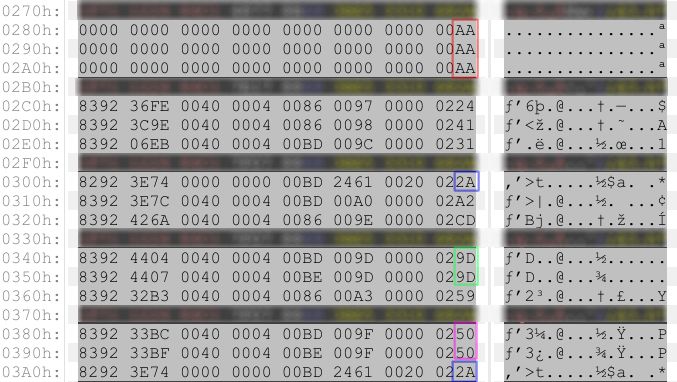 0270h:
0280h: 0000 0000 0000 0000 0000 0000 0000 00AA ...............ª
0290h: 0000 0000 0000 0000 0000 0000 0000 00AA ...............ª
02A0h: 0000 0000 0000 0000 0000 0000 0000 00AA ...............ª
02B0h:
02C0h: 8392 36FE 0040 0004 0086 0097 0000 0224 ƒ’6þ.@...†.—...$
02D0h: 8392 3C9E 0040 0004 0086 0098 0000 0241 ƒ’<ž.@...†.˜...A
02E0h: 8392 06EB 0040 0004 00BD 009C 0000 0231 ƒ’.ë.@...½.œ...1
02F0h:
0300h: 8292 3E74 0000 0000 00BD 2461 0020 022A ‚’>t.....½$a. .*
0310h: 8392 3E7C 0040 0004 00BD 00A0 0000 02A2 ƒ’>|.@...½. ...¢
0320h: 8392 426A 0040 0004 0086 009E 0000 02CD ƒ’Bj.@...†.ž...Í
0330h:
0340h: 8392 4404 0040 0004 00BD 009D 0000 029D ƒ’D..@...½......
0350h: 8392 4407 0040 0004 00BE 009D 0000 029D ƒ’D..@...¾......
0360h: 8392 32B3 0040 0004 0086 00A3 0000 0259 ƒ’2³.@...†.£...Y
0370h:
0380h: 8392 33BC 0040 0004 00BD 009F 0000 0250 ƒ’3¼.@...½.Ÿ...P
0390h: 8392 33BF 0040 0004 00BE 009F 0000 0250 ƒ’3¿.@...¾.Ÿ...P
03A0h: 8292 3E74 0000 0000 00BD 2461 0020 022A ‚’>t.....½$a. .*